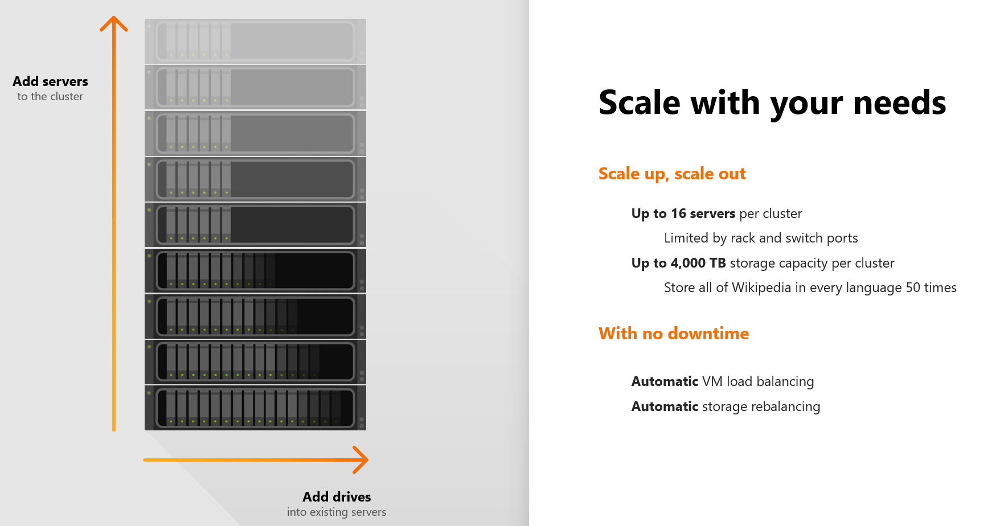 Add servers
to the cluster
Add drives
into existing servers
Scale with your needs
Scale up, scale out
Up to 16 servers per cluster
Limited by rack and switch ports
Up to 4,000 TB storage capacity per cluster
Store all of Wikipedia in every language 50 times
With no downtime
Automatic VM load balancing
Automatic storage rebalancing